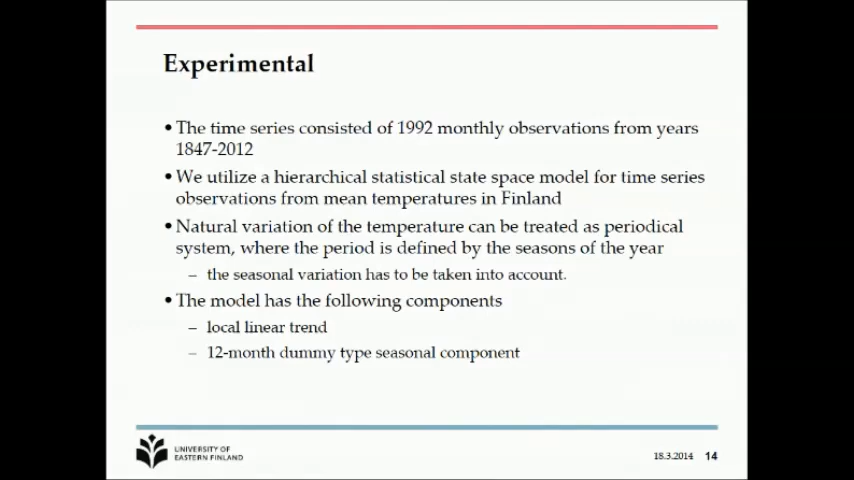 Experimental
• The time series consisted of 1992 monthly observations from years
1847-2012
• We utilize a hierarchical statistical state space model for time series
observations from mean temperatures in Finland
• Natural variation of the temperature can be treated as periodical
system, where the period is defined by the seasons of the year
– the seasonal variation has to be taken into account.
• The model has the following components
– local linear trend
– 12-month dummy type seasonal component
UNIVERSITY OF
EASTERN FINLAND
18.3.2014 14